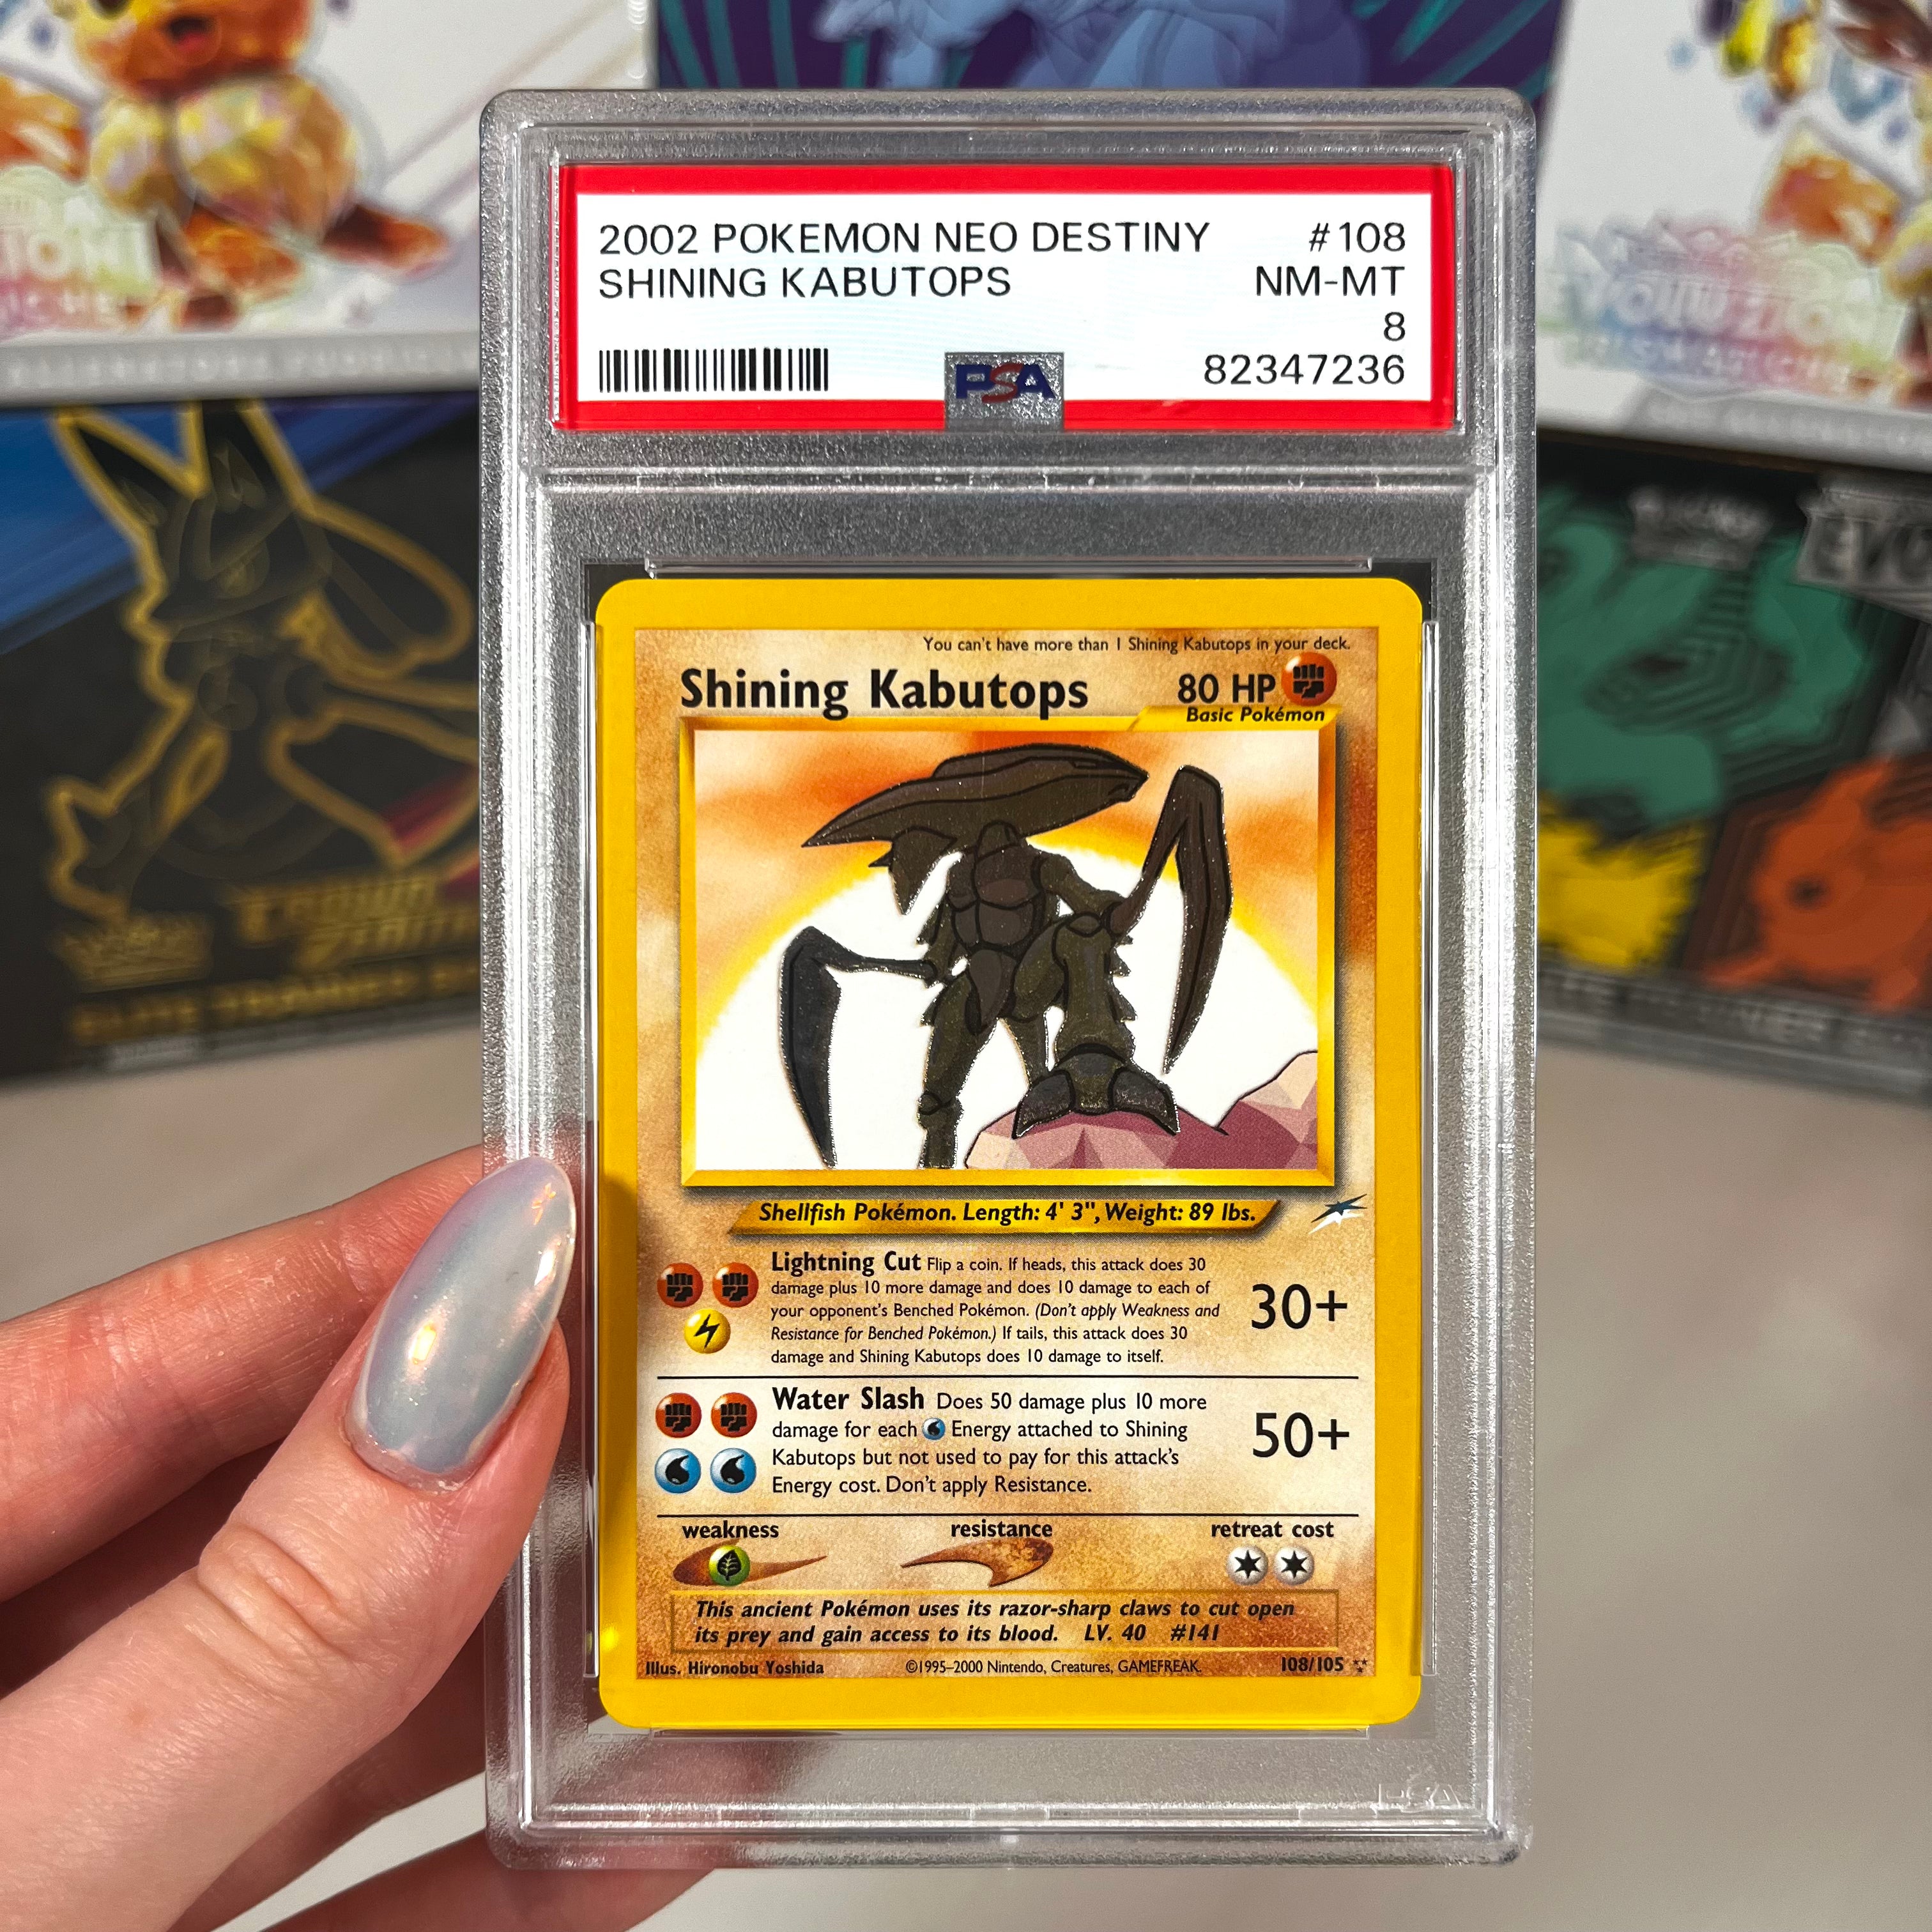 2002 POKEMON NEO DESTINY #108
SHINING KABUTOPS NM-MT
8
PSA 82347236
You can't have more than 1 Shining Kabutops in your deck.
Shining Kabutops 80 HP
Basic Pokémon
Shellfish Pokémon. Length: 4' 3", Weight: 89 lbs.
Lightning Cut Flip a coin. If heads, this attack does 30
damage plus 10 more damage and does 10 damage to each of
your opponent's Benched Pokémon. (Don't apply Weakness and
Resistance for Benched Pokémon.) If tails, this attack does 30
damage and Shining Kabutops does 10 damage to itself.
30+
Water Slash Does 50 damage plus 10 more
damage for each Energy attached to Shining
Kabutops but not used to pay for this attack's
Energy cost. Don't apply Resistance.
50+
weakness resistance retreat cost
This ancient Pokémon uses its razor-sharp claws to cut open
its prey and gain access to its blood. LV. 40 #141
Illus. Hironobu Yoshida ©1995-2000 Nintendo, Creatures, GAMEFREAK. 108/105
ELITE TRAINER